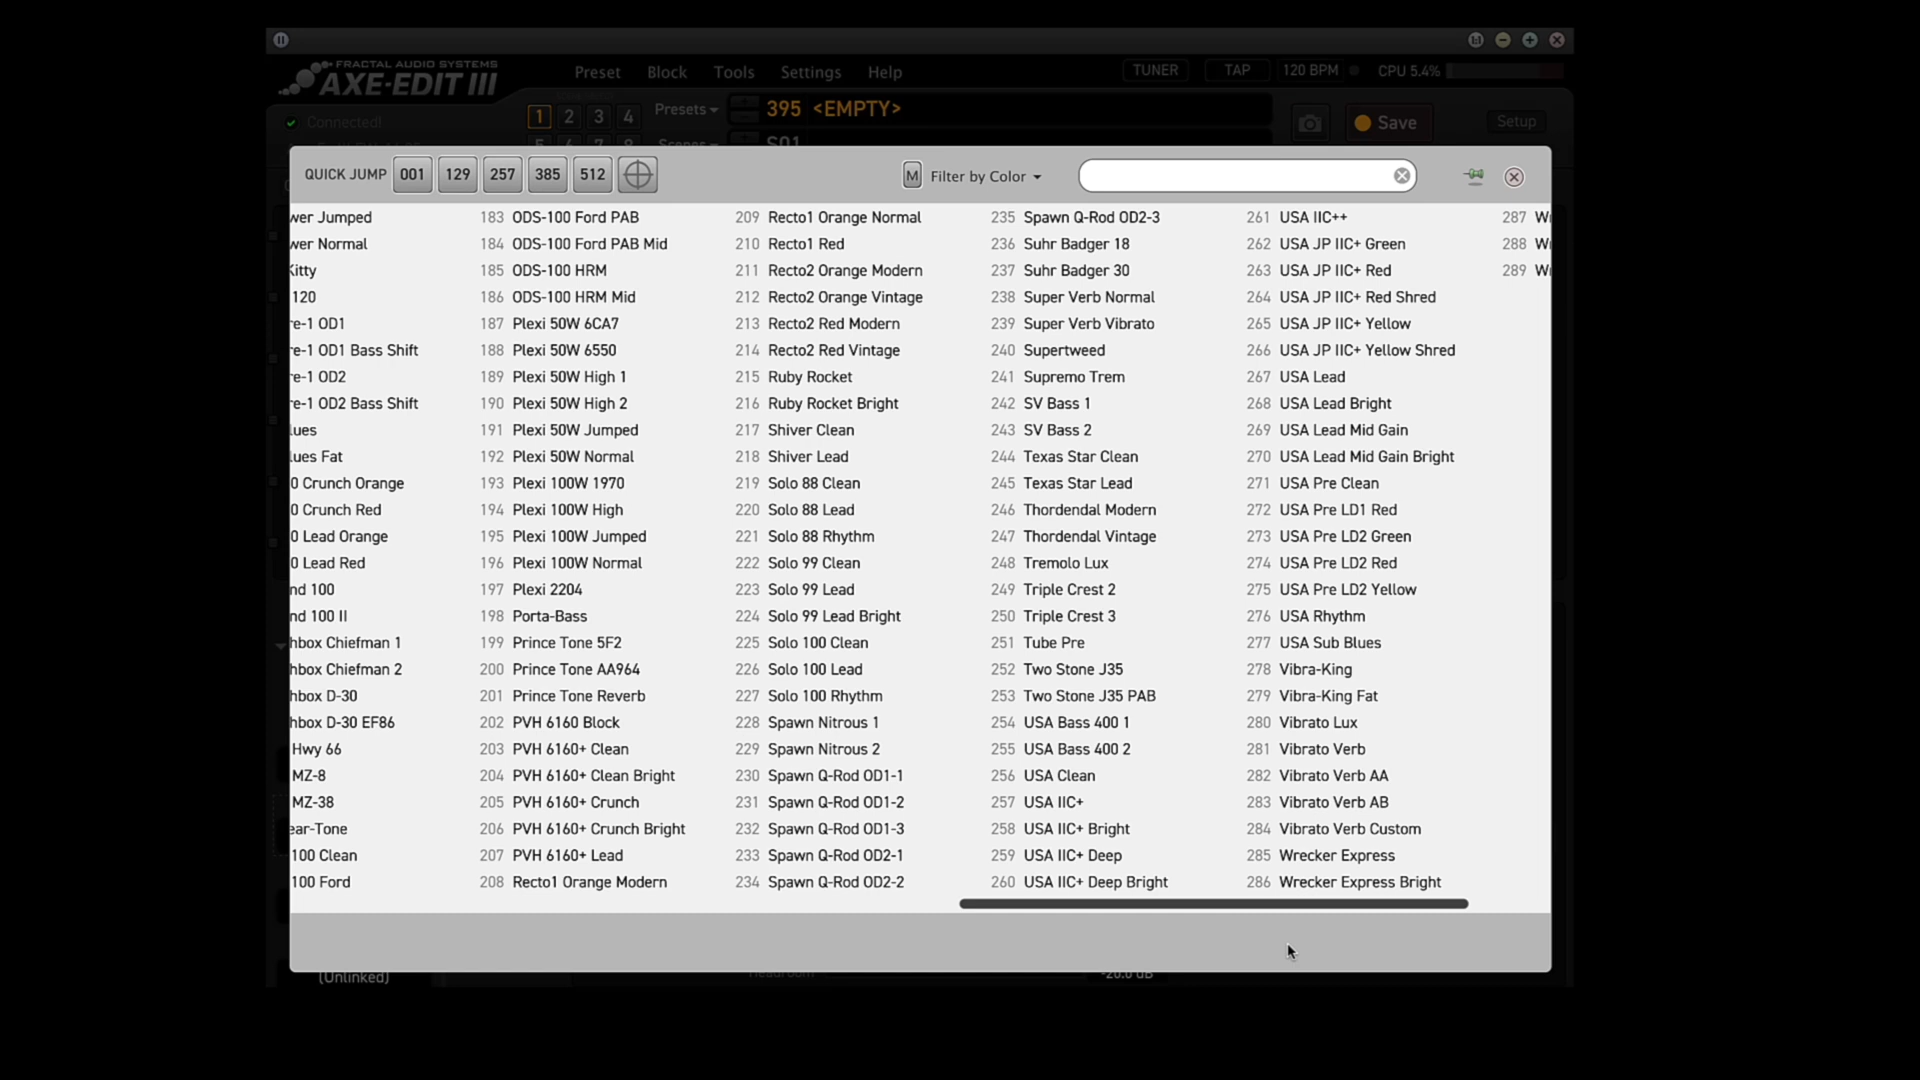 FRACTAL AUDIO SYSTEMS
AXE-EDIT III
Preset Block Tools Settings Help
TUNER TAP 120 BPM CPU 5.4%
Connected!
1 2 3 4
Presets
395 <EMPTY>
Save
Setup
QUICK JUMP 001 129 257 385 512
M Filter by Color
Jumped
Normal
120
OD1
OD1 Bass Shift
OD2
OD2 Bass Shift
Fat
Crunch Orange
Crunch Red
Lead Orange
Lead Red
100
100 II
Chiefman 1
Chiefman 2
D-30
D-30 EF86
Hwy 66
MZ-8
MZ-38
100 Clean
100 Ford
183 ODS-100 Ford PAB
184 ODS-100 Ford PAB Mid
185 ODS-100 HRM
186 ODS-100 HRM Mid
187 Plexi 50W 6CA7
188 Plexi 50W 6550
189 Plexi 50W High 1
190 Plexi 50W High 2
191 Plexi 50W Jumped
192 Plexi 50W Normal
193 Plexi 100W 1970
194 Plexi 100W High
195 Plexi 100W Jumped
196 Plexi 100W Normal
197 Plexi 2204
198 Porta-Bass
199 Prince Tone 5F2
200 Prince Tone AA964
201 Prince Tone Reverb
202 PVH 6160 Block
203 PVH 6160+ Clean
204 PVH 6160+ Clean Bright
205 PVH 6160+ Crunch
206 PVH 6160+ Crunch Bright
207 PVH 6160+ Lead
208 Recto1 Orange Modern
209 Recto1 Orange Normal
210 Recto1 Red
211 Recto2 Orange Modern
212 Recto2 Orange Vintage
213 Recto2 Red Modern
214 Recto2 Red Vintage
215 Ruby Rocket
216 Ruby Rocket Bright
217 Shiver Clean
218 Shiver Lead
219 Solo 88 Clean
220 Solo 88 Lead
221 Solo 88 Rhythm
222 Solo 99 Clean
223 Solo 99 Lead
224 Solo 99 Lead Bright
225 Solo 100 Clean
226 Solo 100 Lead
227 Solo 100 Rhythm
228 Spawn Nitrous 1
229 Spawn Nitrous 2
230 Spawn Q-Rod OD1-1
231 Spawn Q-Rod OD1-2
232 Spawn Q-Rod OD1-3
233 Spawn Q-Rod OD2-1
234 Spawn Q-Rod OD2-2
235 Spawn Q-Rod OD2-3
236 Suhr Badger 18
237 Suhr Badger 30
238 Super Verb Normal
239 Super Verb Vibrato
240 Supertweed
241 Supremo Trem
242 SV Bass 1
243 SV Bass 2
244 Texas Star Clean
245 Texas Star Lead
246 Thordendal Modern
247 Thordendal Vintage
248 Tremolo Lux
249 Triple Crest 2
250 Triple Crest 3
251 Tube Pre
252 Two Stone J35
253 Two Stone J35 PAB
254 USA Bass 400 1
255 USA Bass 400 2
256 USA Clean
257 USA IIC+
258 USA IIC+ Bright
259 USA IIC+ Deep
260 USA IIC+ Deep Bright
261 USA IIC++
262 USA JP IIC+ Green
263 USA JP IIC+ Red
264 USA JP IIC+ Red Shred
265 USA JP IIC+ Yellow
266 USA JP IIC+ Yellow Shred
267 USA Lead
268 USA Lead Bright
269 USA Lead Mid Gain
270 USA Lead Mid Gain Bright
271 USA Pre Clean
272 USA Pre LD1 Red
273 USA Pre LD2 Green
274 USA Pre LD2 Red
275 USA Pre LD2 Yellow
276 USA Rhythm
277 USA Sub Blues
278 Vibra-King
279 Vibra-King Fat
280 Vibrato Lux
281 Vibrato Verb
282 Vibrato Verb AA
283 Vibrato Verb AB
284 Vibrato Verb Custom
285 Wrecker Express
286 Wrecker Express Bright
287
288
289
(Unlinked)